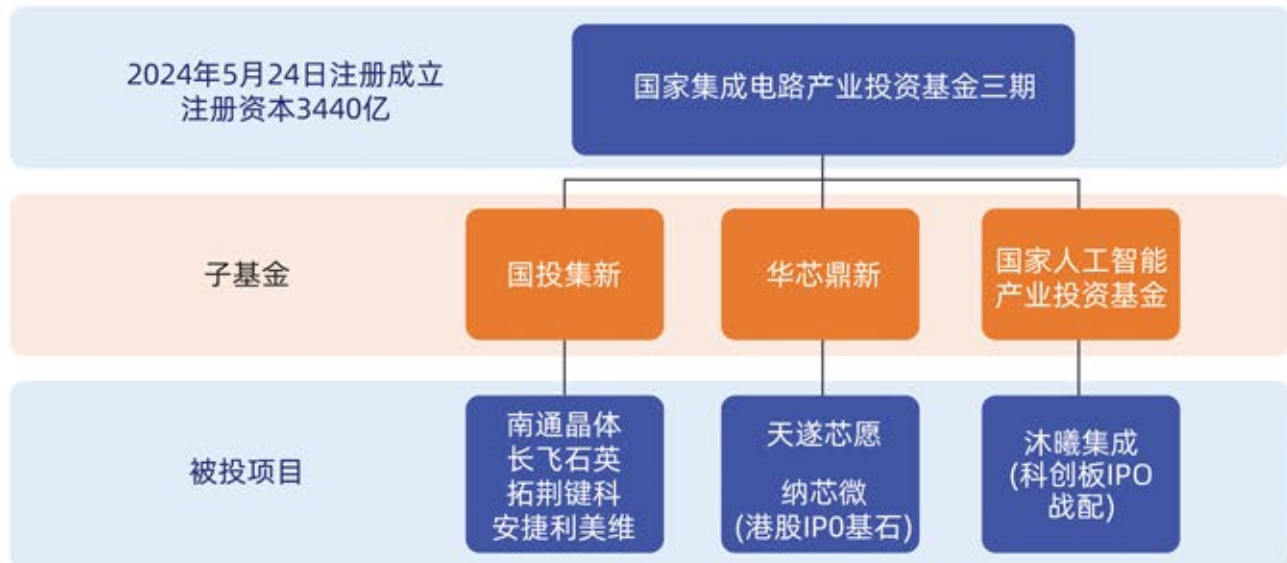 2024年5月24日注册成立
注册资本3440亿
国家集成电路产业投资基金三期
子基金
国投集新
华芯鼎新
国家人工智能
产业投资基金
被投项目
南通晶体
长飞石英
拓荆键科
安捷利美维
天遂芯愿
纳芯微
(港股IP0基石)
沐曦集成
(科创板IPO
战配)